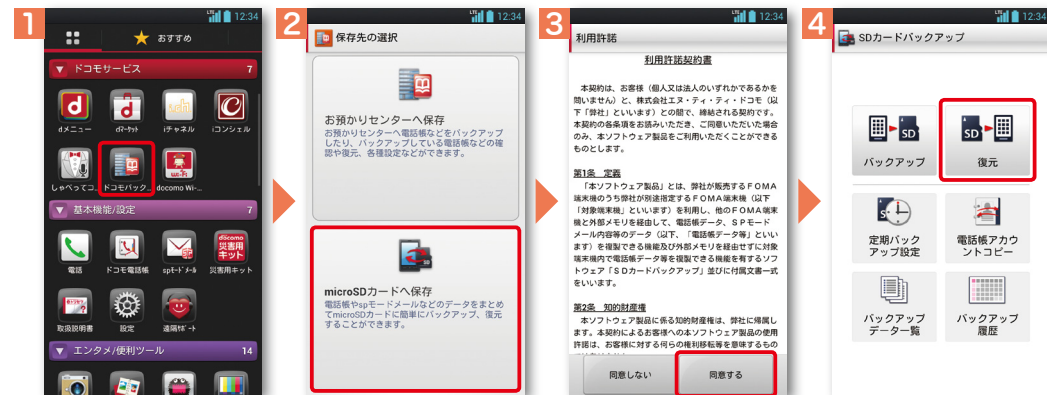 1
LTE 12:34
おすすめ
ドコモサービス 7
dメニュー
dマーケット
iチャネル
iコンシェル
しゃべってコ...
ドコモバック...
docomo Wi-...
基本機能/設定 7
電話
ドコモ電話帳
spモードメール
災害用キット
取扱説明書
設定
遠隔サポート
エンタメ/便利ツール 14
2
LTE 12:34
保存先の選択
お預かりセンターへ保存
お預かりセンターへ電話帳などをバックアップ
したり、バックアップしている電話帳などの確
認や復元、各種設定などができます。
microSDカードへ保存
電話帳やspモードメールなどのデータをまとめ
てmicroSDカードに簡単にバックアップ、復元
することができます。
3
LTE 12:34
利用許諾
利用許諾契約書
本契約は、お客様（個人又は法人のいずれかであるかを
問いません）と、株式会社エヌ・ティ・ティ・ドコモ（以
下「弊社」といいます）との間で、締結される契約です。
本契約の各条項をお読みいただき、ご同意いただいた場合
のみ、本ソフトウェア製品をご利用いただくことができる
ものとします。
第1条 定義
「本ソフトウェア製品」とは、弊社が販売するＦＯＭＡ
端末機のうち弊社が別途指定するＦＯＭＡ端末機（以下
「対象端末機」といいます）を利用し、他のＦＯＭＡ端末
機と外部メモリを経由して、電話帳データ、ＳＰモード
メール内容等のデータ（以下、「電話帳データ等」といい
ます）を複製できる機能及び外部メモリを経由せずに対象
端末機内で電話帳データ等を複製できる機能を有するソフ
トウェア「ＳＤカードバックアップ」並びに付属文書一式
をいいます。
第2条 知的財産権
本ソフトウェア製品に係る知的財産権は、弊社に帰属し
ます。本契約によるお客様への本ソフトウェア製品の使用
許諾は、お客様に対する何らの権利移転等を意味するもの
同意しない
同意する
4
LTE 12:34
SDカードバックアップ
SD
バックアップ
SD
復元
SD
定期バック
アップ設定
電話帳アカウ
ントコピー
バックアップ
データ一覧
バックアップ
履歴